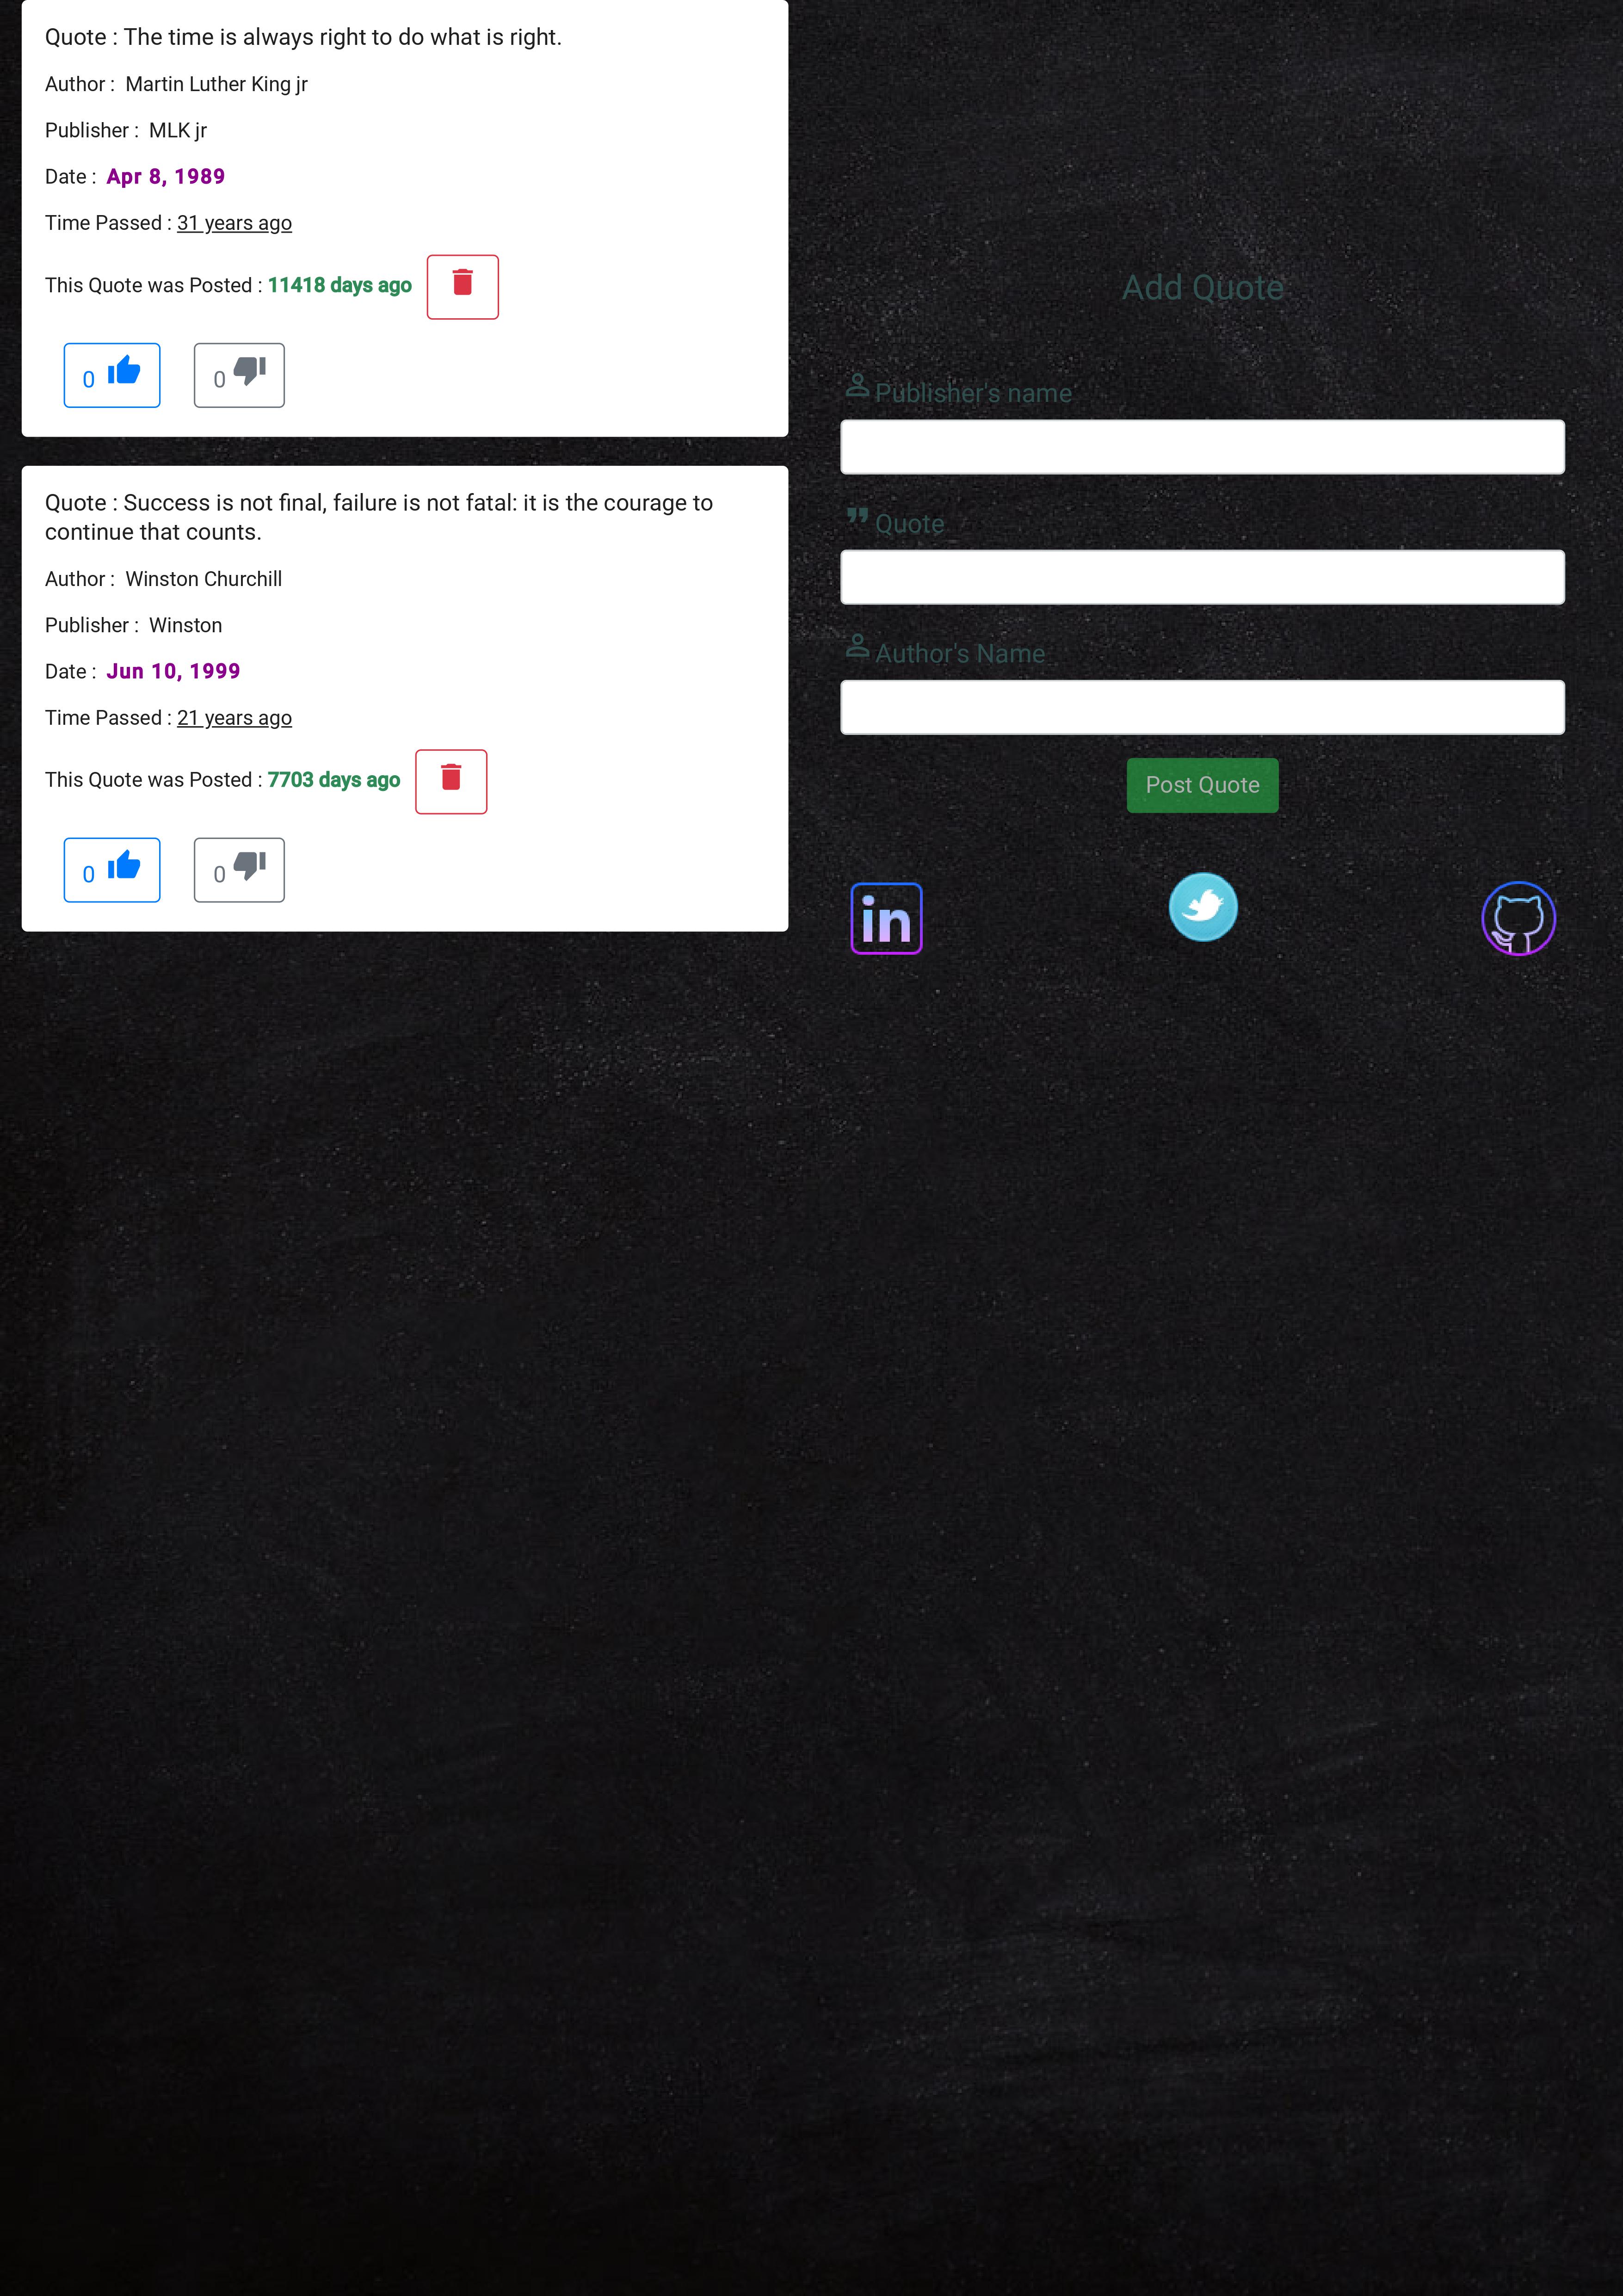 Quote : The time is always right to do what is right.
Author : Martin Luther King jr
Publisher : MLK jr
Date : Apr 8, 1989
Time Passed : 31 years ago
This Quote was Posted : 11418 days ago
0
0
Quote : Success is not final, failure is not fatal: it is the courage to
continue that counts.
Author : Winston Churchill
Publisher : Winston
Date : Jun 10, 1999
Time Passed : 21 years ago
This Quote was Posted : 7703 days ago
0
0
Add Quote
Publisher's name
Quote
Author's Name
Post Quote
in